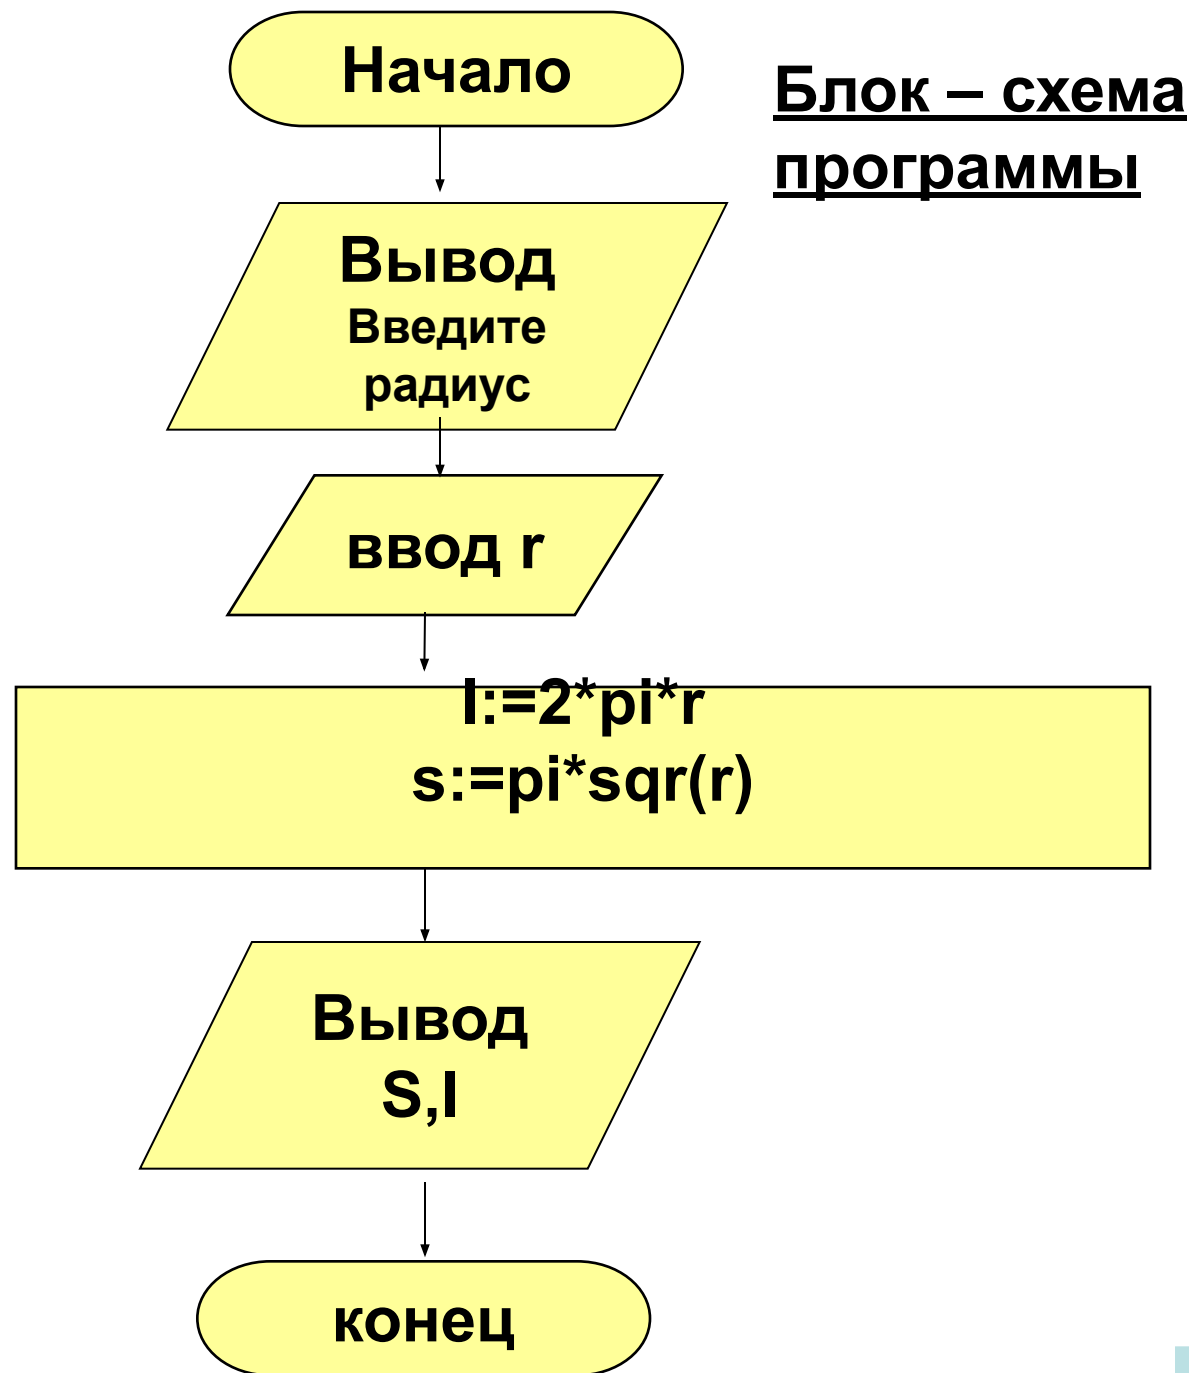 Начало
Блок – схема
программы
Вывод
Введите
радиус
ввод r
l:=2*pi*r
s:=pi*sqr(r)
Вывод
S,l
конец